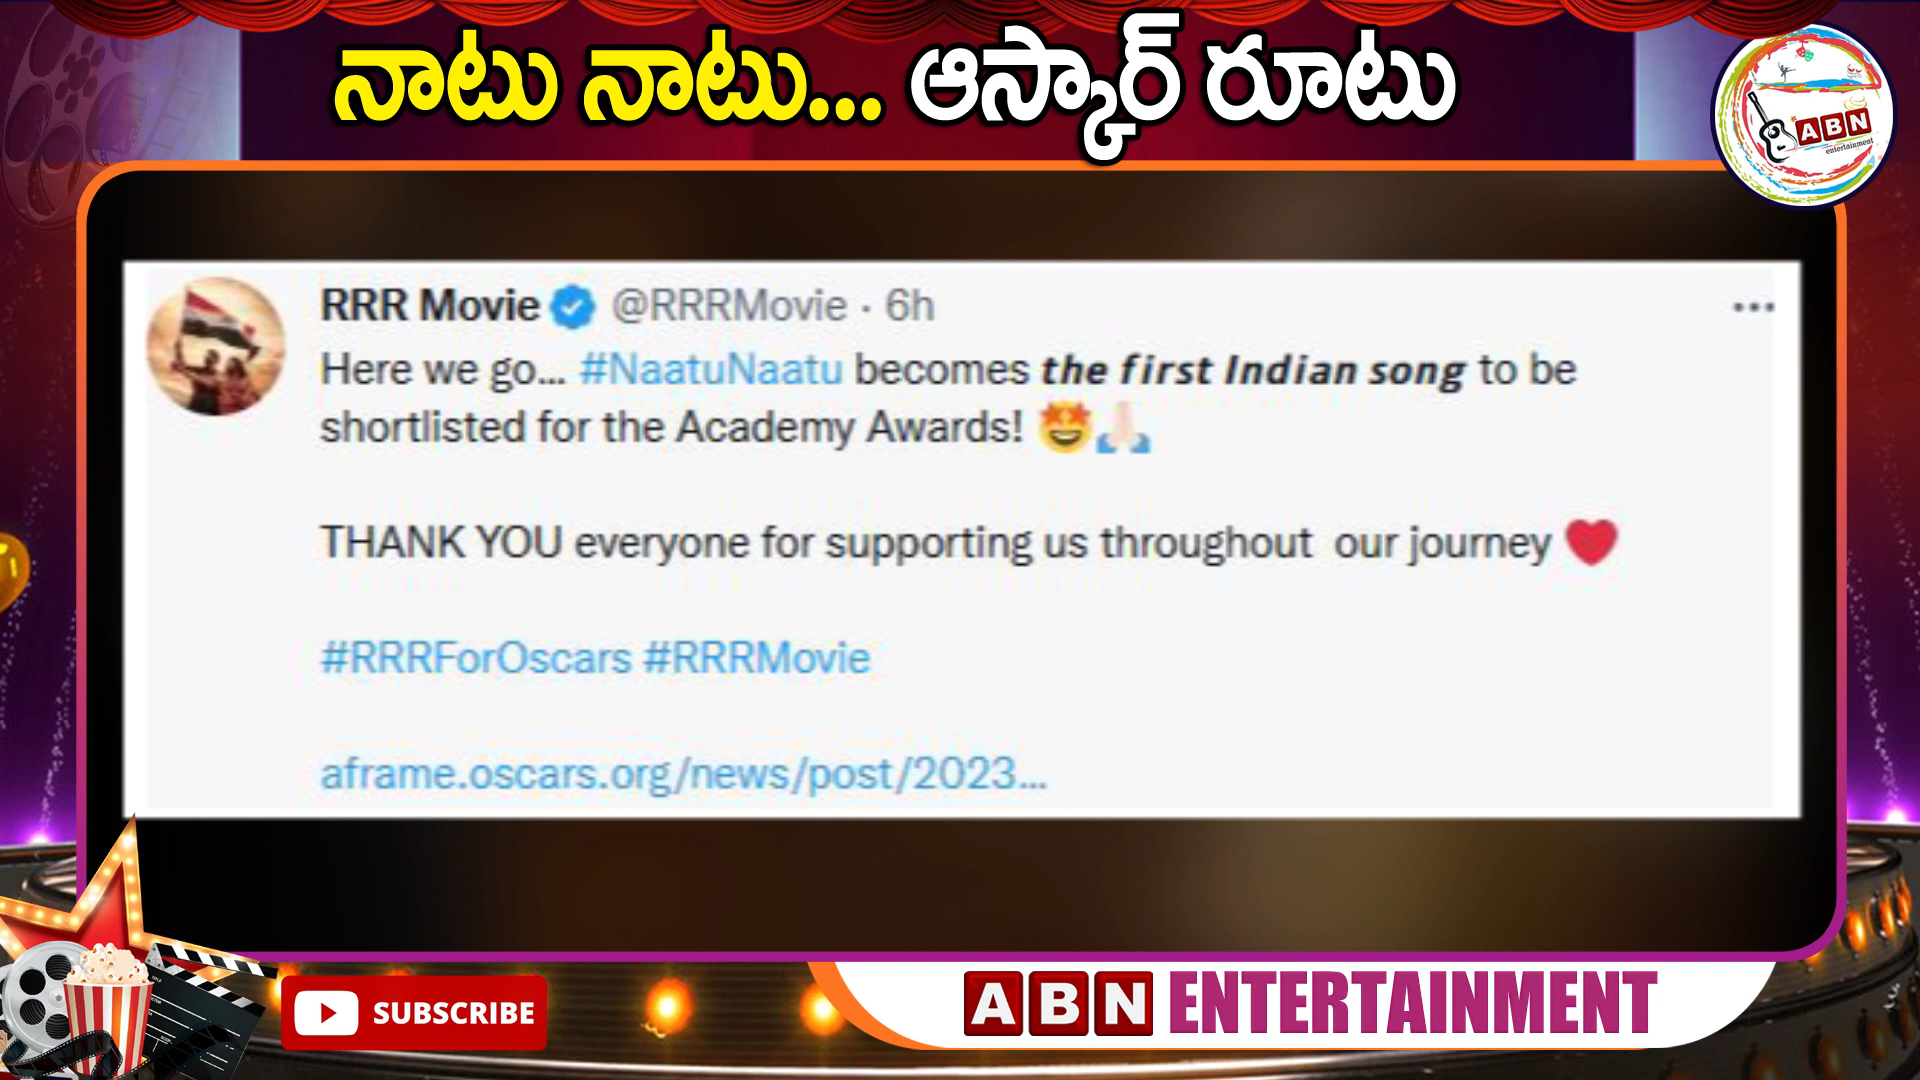 నాటు నాటు... ఆస్కార్ రూటు
ABN
entertainment
RRR Movie @RRRMovie · 6h
Here we go... #NaatuNaatu becomes the first Indian song to be
shortlisted for the Academy Awards! 🤩🙏🏻
THANK YOU everyone for supporting us throughout our journey ❤️
#RRRForOscars #RRRMovie
aframe.oscars.org/news/post/2023...
SUBSCRIBE
ABN ENTERTAINMENT